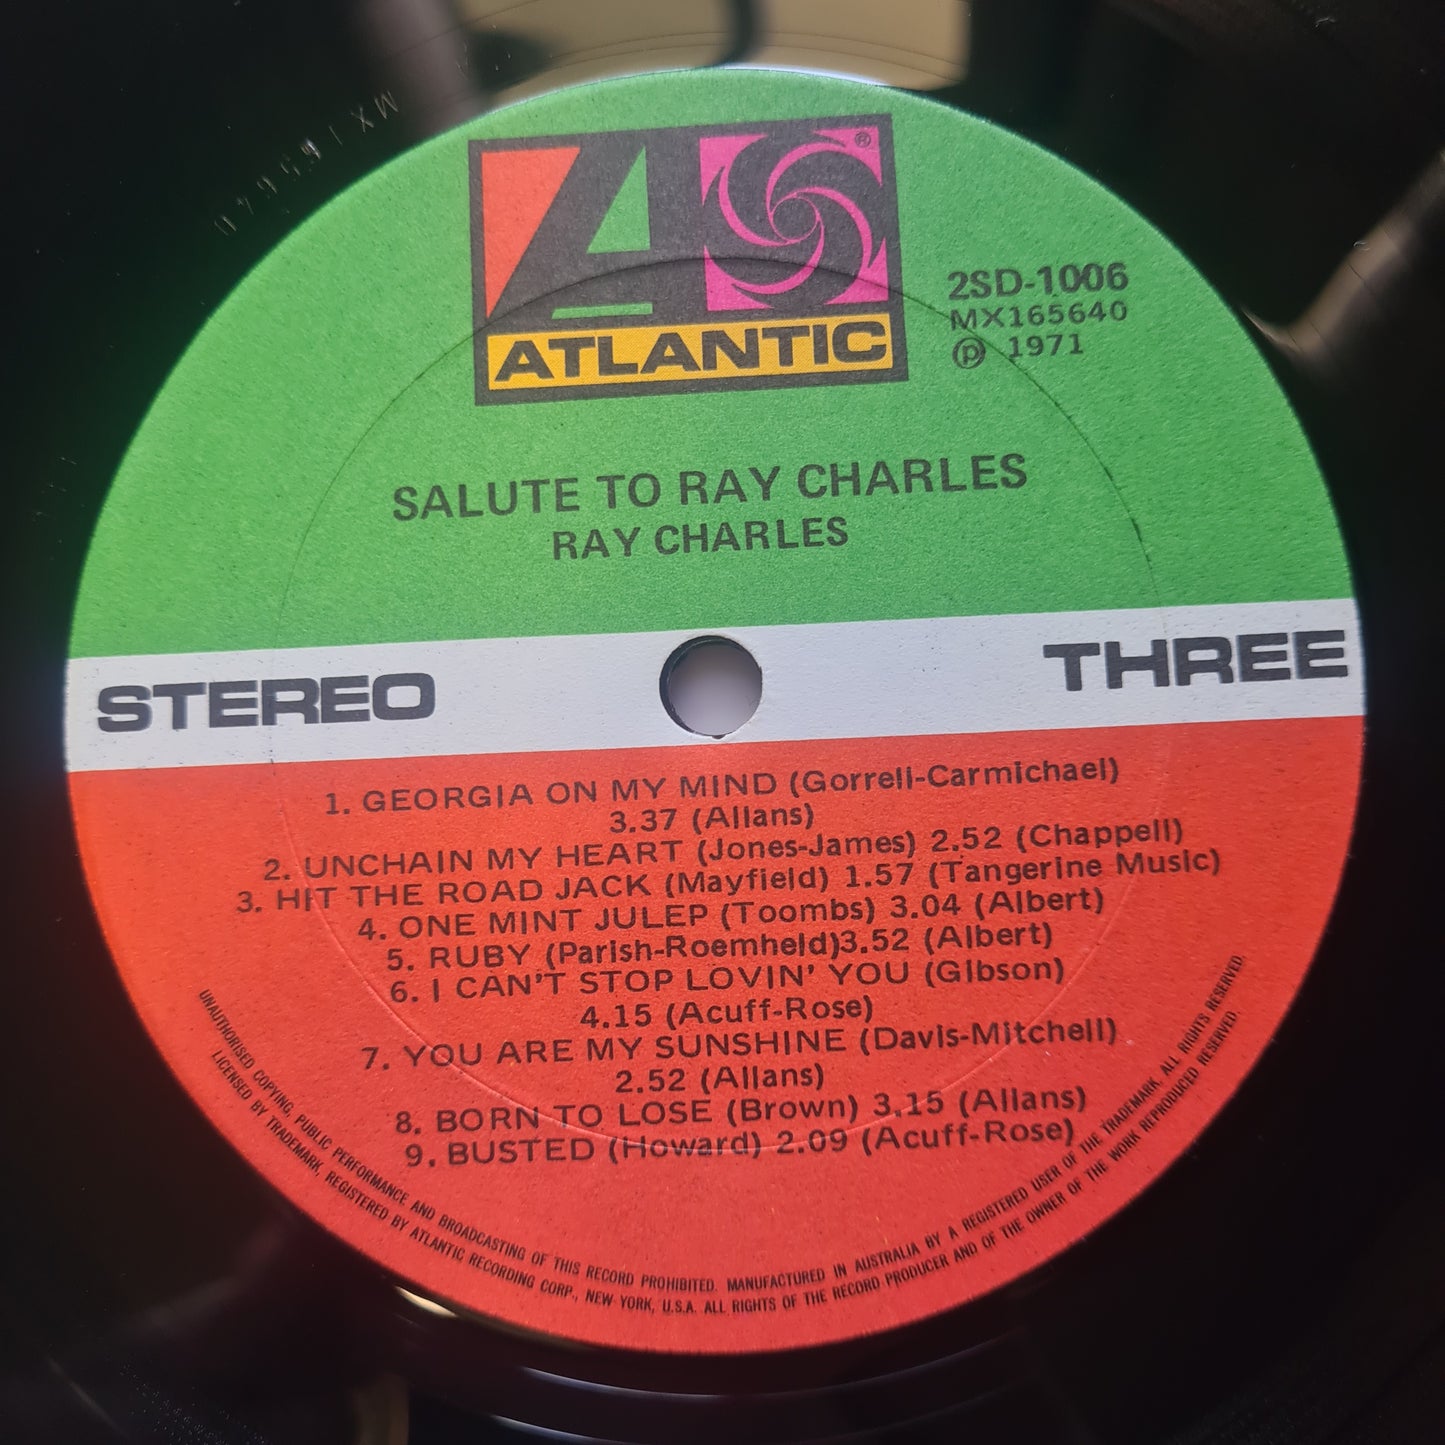 MX165640
®
ATLANTIC
2SD-1006
MX165640
℗ 1971
SALUTE TO RAY CHARLES
RAY CHARLES
STEREO
THREE
1. GEORGIA ON MY MIND (Gorrell-Carmichael)
3.37 (Allans)
2. UNCHAIN MY HEART (Jones-James) 2.52 (Chappell)
3. HIT THE ROAD JACK (Mayfield) 1.57 (Tangerine Music)
4. ONE MINT JULEP (Toombs) 3.04 (Albert)
5. RUBY (Parish-Roemheld)3.52 (Albert)
6. I CAN'T STOP LOVIN' YOU (Gibson)
4.15 (Acuff-Rose)
7. YOU ARE MY SUNSHINE (Davis-Mitchell)
2.52 (Allans)
8. BORN TO LOSE (Brown) 3.15 (Allans)
9. BUSTED (Howard) 2.09 (Acuff-Rose)
UNAUTHORISED COPYING, PUBLIC PERFORMANCE AND BROADCASTING OF THIS RECORD PROHIBITED. MANUFACTURED IN AUSTRALIA BY A REGISTERED USER OF THE TRADEMARK. ALL RIGHTS RESERVED.
LICENSED BY TRADEMARK, REGISTERED BY ATLANTIC RECORDING CORP., NEW YORK, U.S.A. ALL RIGHTS OF THE RECORD PRODUCER AND OF THE OWNER OF THE WORK REPRODUCED RESERVED.